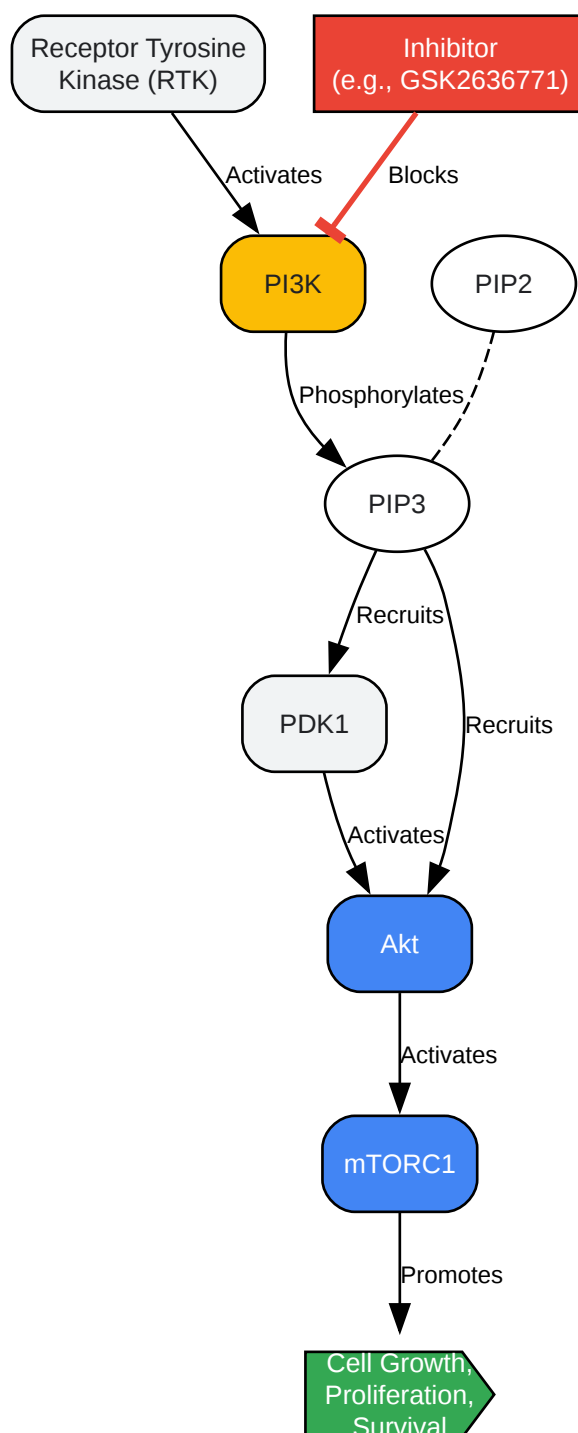 Receptor Tyrosine
Kinase (RTK)
Inhibitor
(e.g., GSK2636771)
Activates
Blocks
PI3K
PIP2
Phosphorylates
PIP3
Recruits
PDK1
Recruits
Activates
Akt
Activates
mTORC1
Promotes
Cell Growth,
Proliferation,
Survival